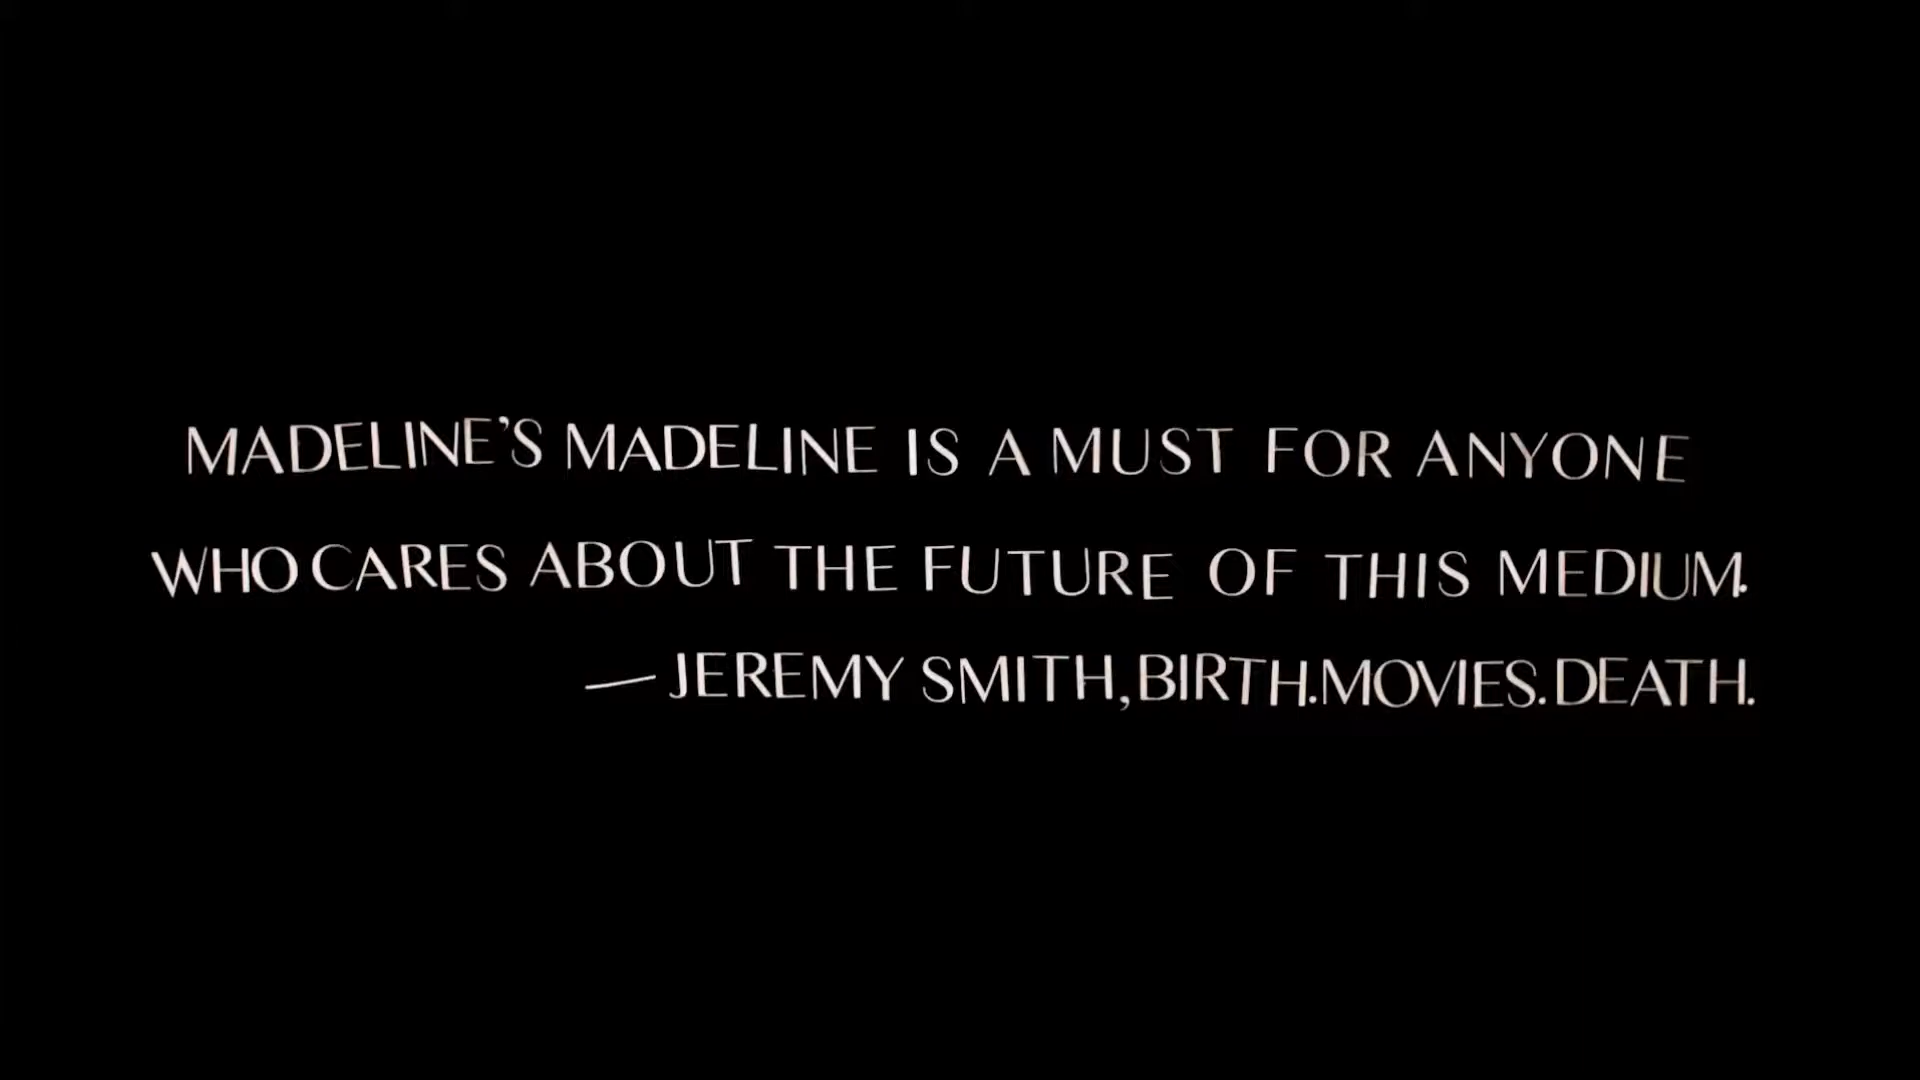 MADELINE'S MADELINE IS A MUST FOR ANYONE
WHO CARES ABOUT THE FUTURE OF THIS MEDIUM.
— JEREMY SMITH, BIRTH.MOVIES.DEATH.